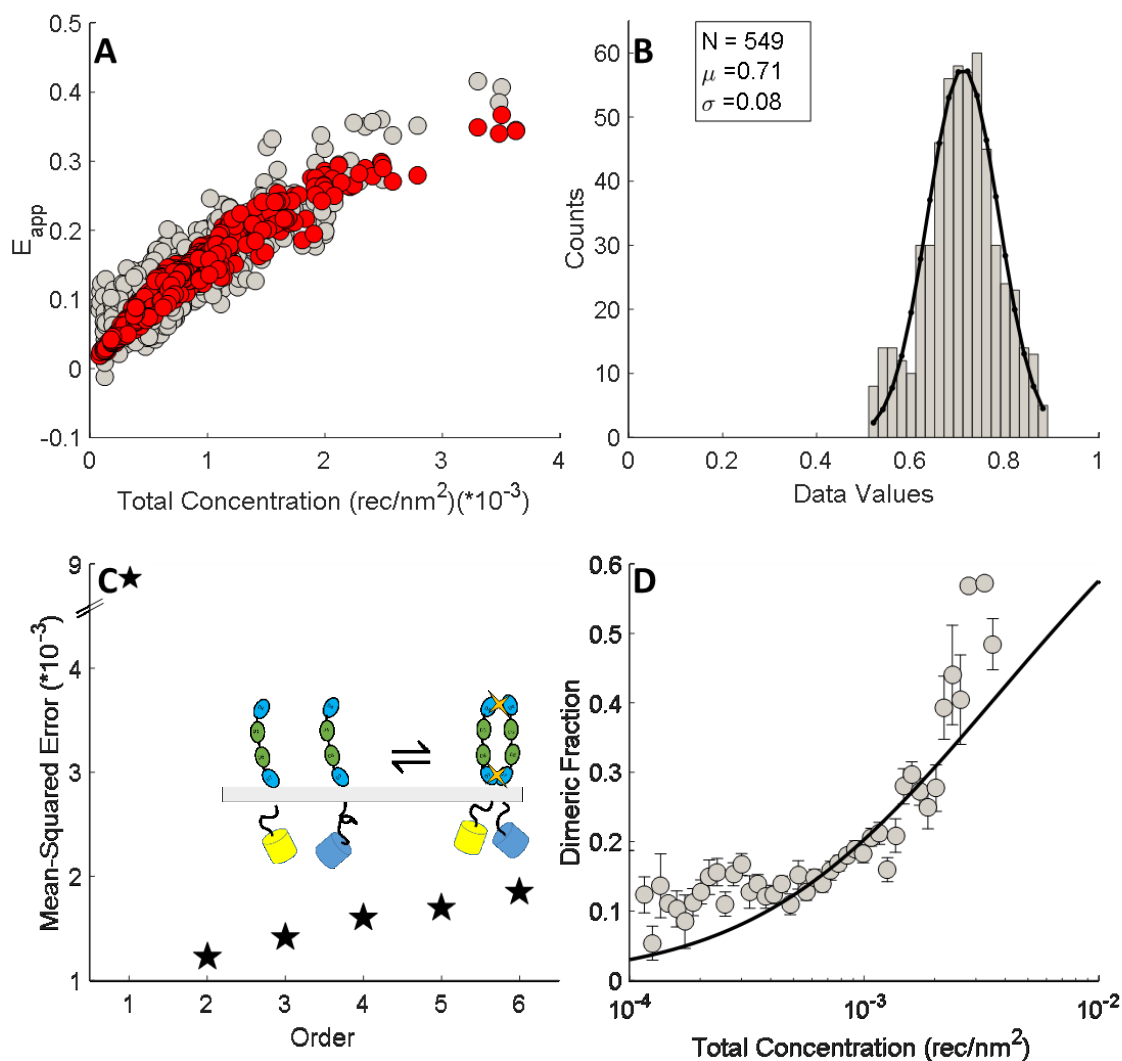 A
0.5
0.4
0.3
0.2
0.1
0
-0.1
E_app
0 1 2 3 4
Total Concentration (rec/nm²)(*10⁻³)
B
N = 549
μ =0.71
σ =0.08
60
50
40
30
20
10
0
Counts
0 0.2 0.4 0.6 0.8 1
Data Values
C
9
4
2
1
Mean-Squared Error (*10⁻³)
1 2 3 4 5 6
Order
D
0.6
0.5
0.4
0.3
0.2
0.1
0
Dimeric Fraction
10⁻⁴ 10⁻³ 10⁻²
Total Concentration (rec/nm²)